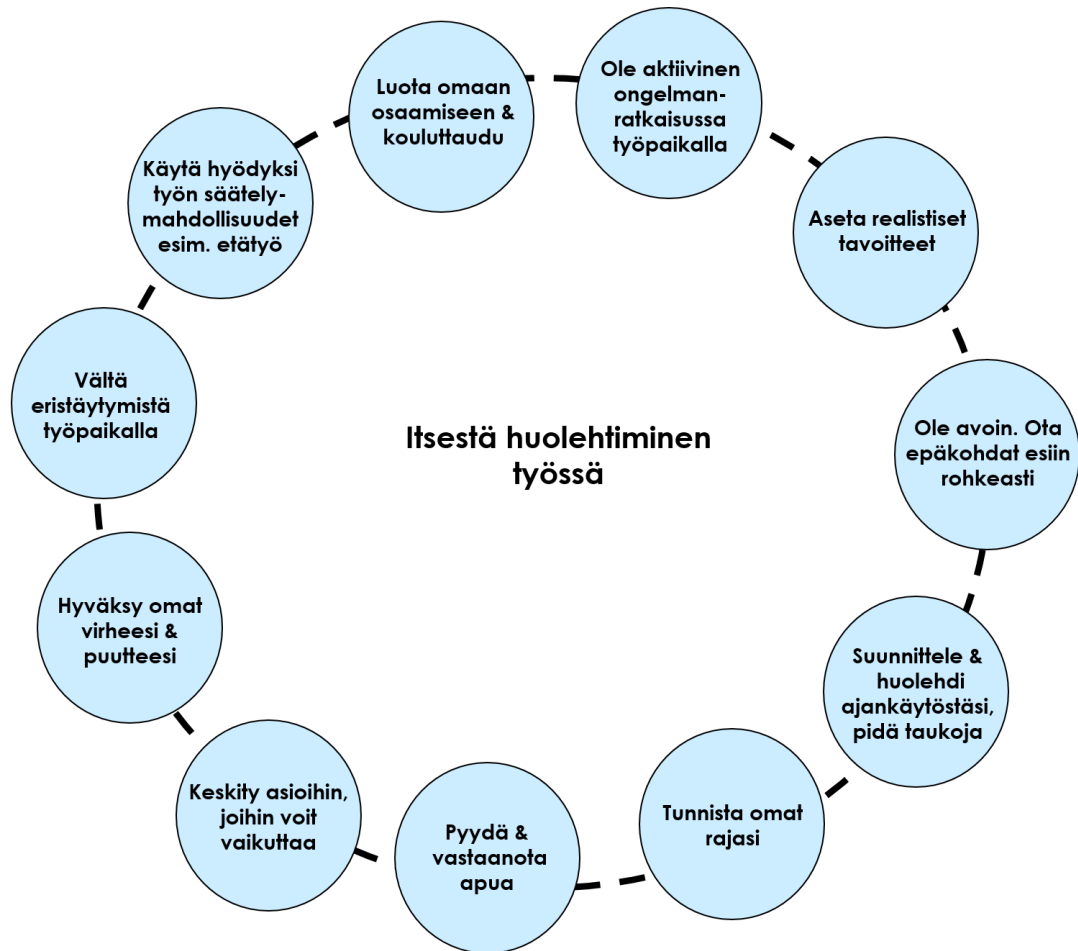 Itsestä huolehtiminen
työssä
Luota omaan
osaamiseen &
kouluttaudu
Ole aktiivinen
ongelman-
ratkaisussa
työpaikalla
Aseta realistiset
tavoitteet
Ole avoin. Ota
epäkohdat esiin
rohkeasti
Suunnittele &
huolehdi
ajankäytöstäsi,
pidä taukoja
Tunnista omat
rajasi
Pyydä &
vastaanota
apua
Keskity asioihin,
joihin voit
vaikuttaa
Hyväksy omat
virheesi &
puutteesi
Vältä
eristäytymistä
työpaikalla
Käytä hyödyksi
työn säätely-
mahdollisuudet
esim. etätyö